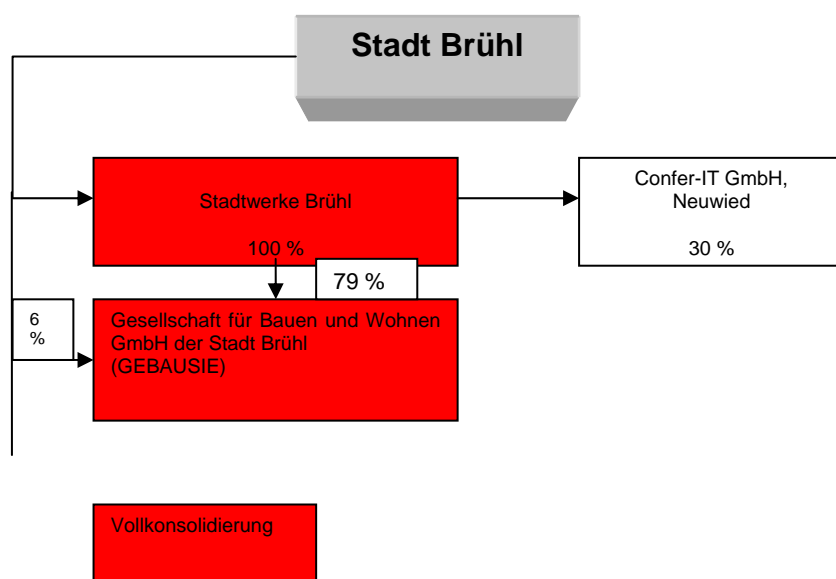 Stadt Brühl
Stadtwerke Brühl
100 %
Confer-IT GmbH,
Neuwied
30 %
79 %
6
%
Gesellschaft für Bauen und Wohnen
GmbH der Stadt Brühl
(GEBAUSIE)
Vollkonsolidierung